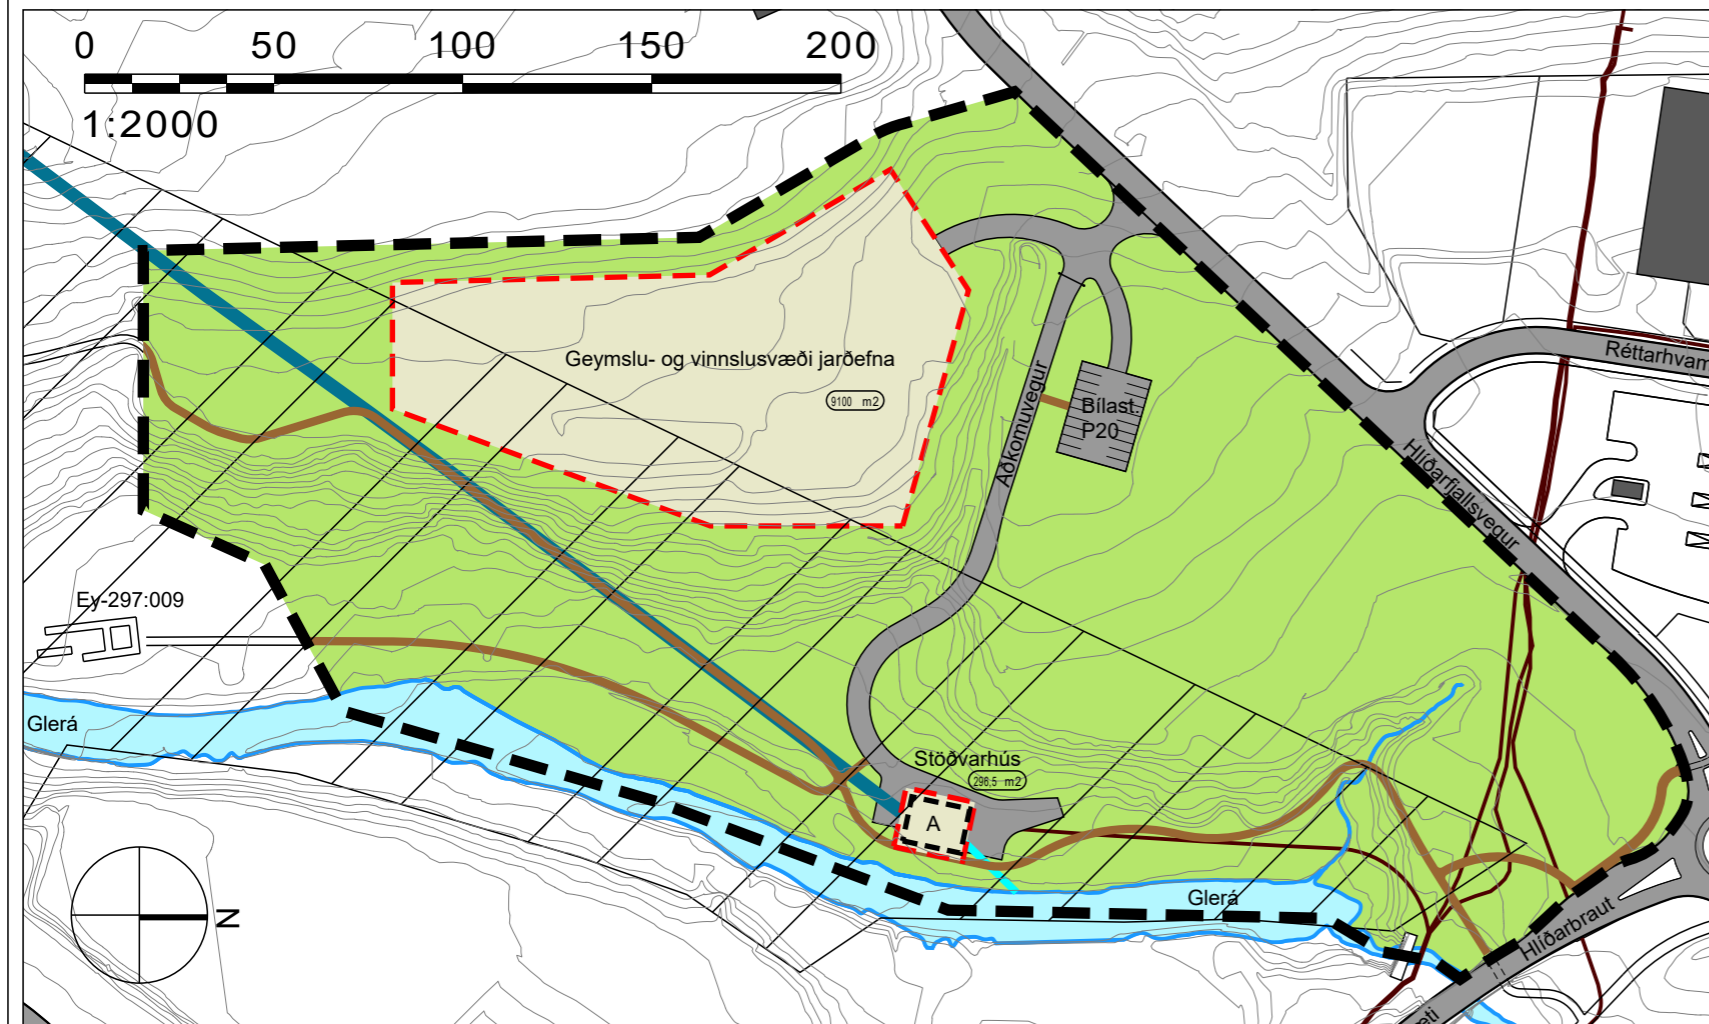 0 50 100 150 200
1:2000
Geymslu- og vinnslusvæði jarðefna
9100 m2
Aðkomuvegur
Bílast.
P20
Réttarhvam
Hlíðarfjallsvegur
Ey-297:009
Glerá
Stöðvarhús
296,5 m2
A
Glerá
Hlíðarbraut
N
eti